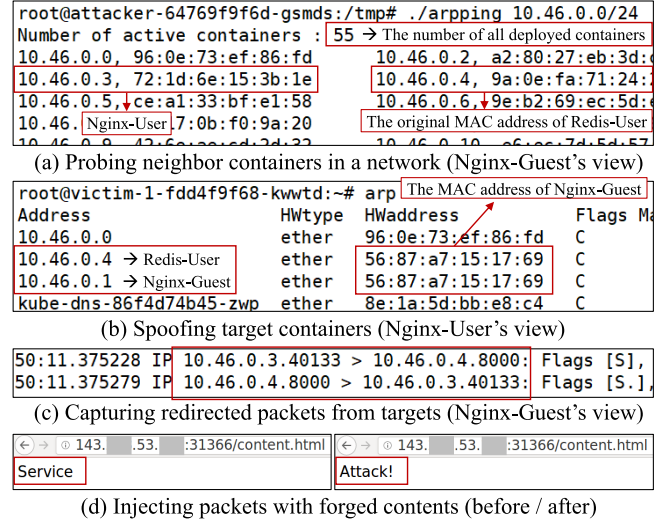 root@attacker-64769f9f6d-gsmds:/tmp# ./arpping 10.46.0.0/24
Number of active containers : 55 → The number of all deployed containers
10.46.0.0, 96:0e:73:ef:86:fd 10.46.0.2, a2:80:27:eb:3d:
10.46.0.3, 72:1d:6e:15:3b:1e 10.46.0.4, 9a:0e:fa:71:24:
10.46.0.5, ce:a1:33:bf:e1:58 10.46.0.6, 9e:b2:69:ec:5d:
Nginx-User
The original MAC address of Redis-User
10.46. 7:0b:f0:9a:20
(a) Probing neighbor containers in a network (Nginx-Guest's view)
root@victim-1-fdd4f9f68-kwwtd:~# arp
The MAC address of Nginx-Guest
Address HWtype HWaddress Flags Ma
10.46.0.0 ether 96:0e:73:ef:86:fd C
10.46.0.4 → Redis-User ether 56:87:a7:15:17:69 C
10.46.0.1 → Nginx-Guest ether 56:87:a7:15:17:69 C
kube-dns-86f4d74b45-zwp ether 8e:1a:5d:bb:e8:c4 C
(b) Spoofing target containers (Nginx-User's view)
50:11.375228 IP 10.46.0.3.40133 > 10.46.0.4.8000: Flags [S],
50:11.375279 IP 10.46.0.4.8000 > 10.46.0.3.40133: Flags [S.],
(c) Capturing redirected packets from targets (Nginx-Guest's view)
143. .53. :31366/content.html
Service
143. .53. :31366/content.html
Attack!
(d) Injecting packets with forged contents (before / after)